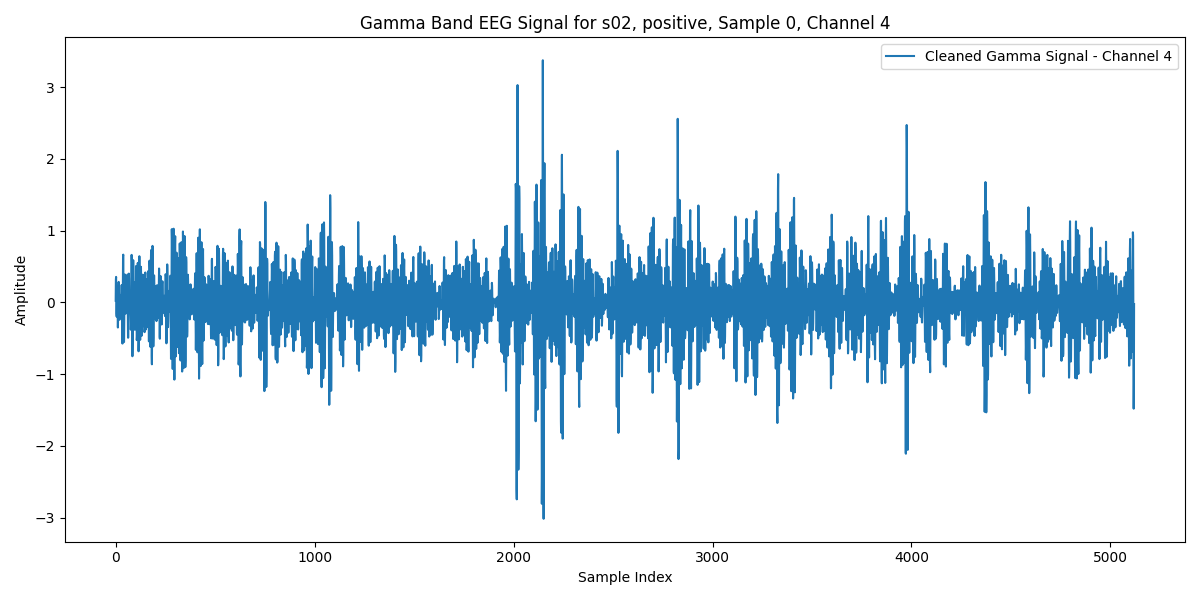 Gamma Band EEG Signal for s02, positive, Sample 0, Channel 4
Cleaned Gamma Signal - Channel 4
Amplitude
3
2
1
0
−1
−2
−3
0 1000 2000 3000 4000 5000
Sample Index